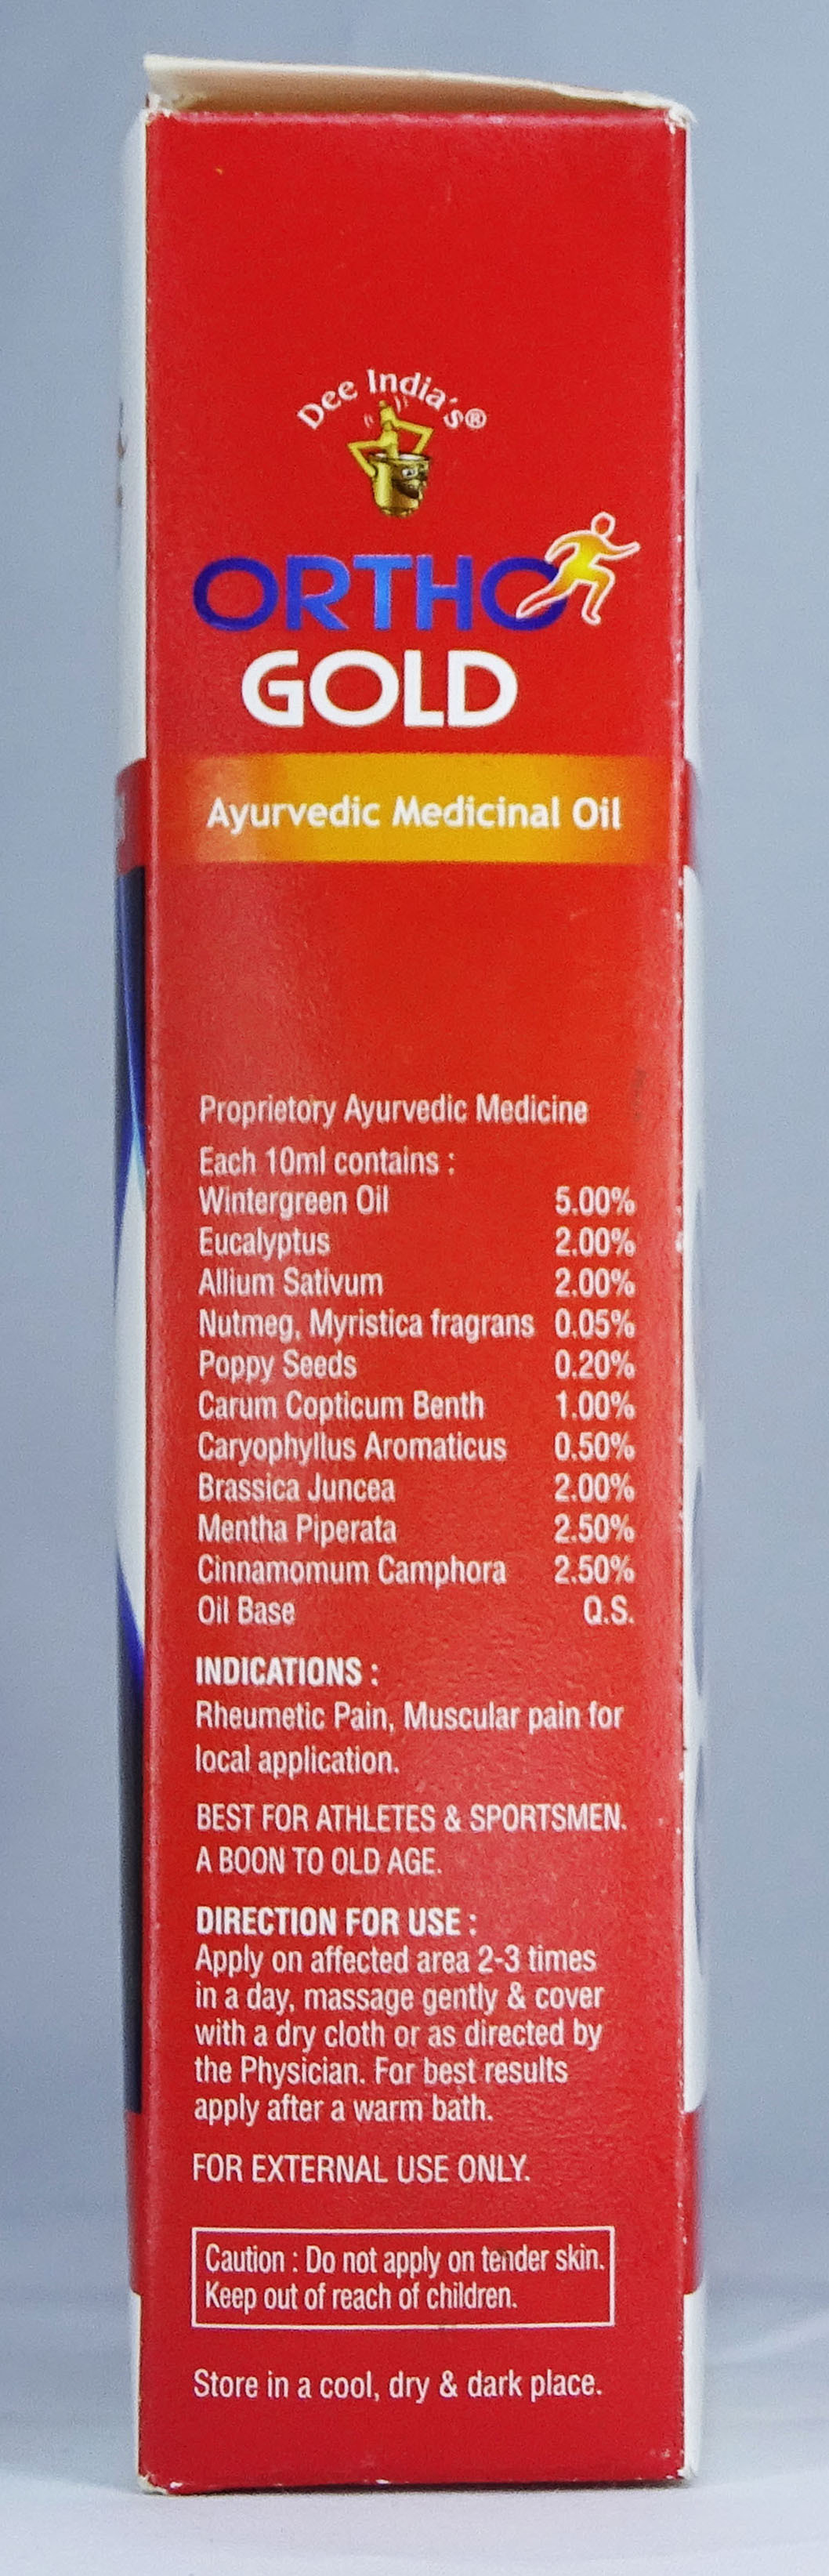 Dee India's®
ORTHO
GOLD
Ayurvedic Medicinal Oil
Proprietory Ayurvedic Medicine
Each 10ml contains :
Wintergreen Oil 5.00%
Eucalyptus 2.00%
Allium Sativum 2.00%
Nutmeg, Myristica fragrans 0.05%
Poppy Seeds 0.20%
Carum Copticum Benth 1.00%
Caryophyllus Aromaticus 0.50%
Brassica Juncea 2.00%
Mentha Piperata 2.50%
Cinnamomum Camphora 2.50%
Oil Base Q.S.
INDICATIONS :
Rheumetic Pain, Muscular pain for
local application.
BEST FOR ATHLETES & SPORTSMEN.
A BOON TO OLD AGE.
DIRECTION FOR USE :
Apply on affected area 2-3 times
in a day, massage gently & cover
with a dry cloth or as directed by
the Physician. For best results
apply after a warm bath.
FOR EXTERNAL USE ONLY.
Caution : Do not apply on tender skin.
Keep out of reach of children.
Store in a cool, dry & dark place.